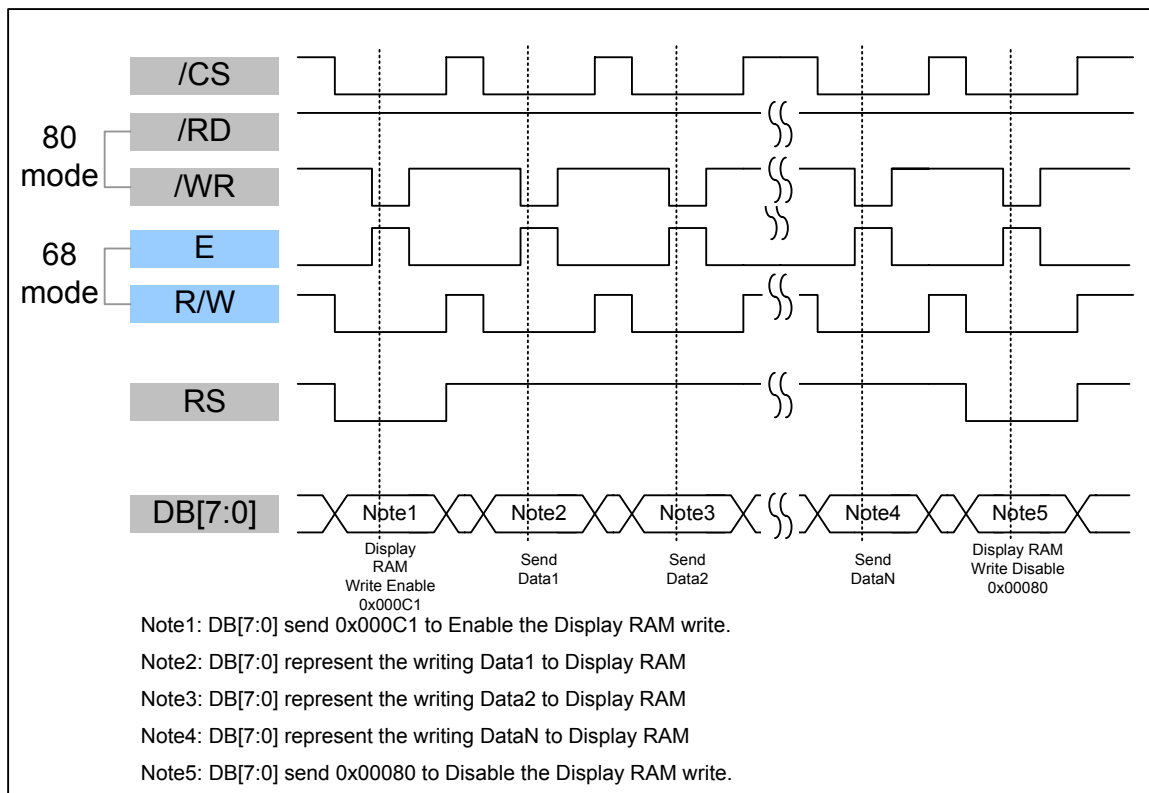 /CS
80
mode
/RD
/WR
68
mode
E
R/W
RS
DB[7:0]
Note1
Note2
Note3
Note4
Note5
Display
RAM
Write Enable
0x000C1
Send
Data1
Send
Data2
Send
DataN
Display RAM
Write Disable
0x00080
Note1: DB[7:0] send 0x000C1 to Enable the Display RAM write.
Note2: DB[7:0] represent the writing Data1 to Display RAM
Note3: DB[7:0] represent the writing Data2 to Display RAM
Note4: DB[7:0] represent the writing DataN to Display RAM
Note5: DB[7:0] send 0x00080 to Disable the Display RAM write.